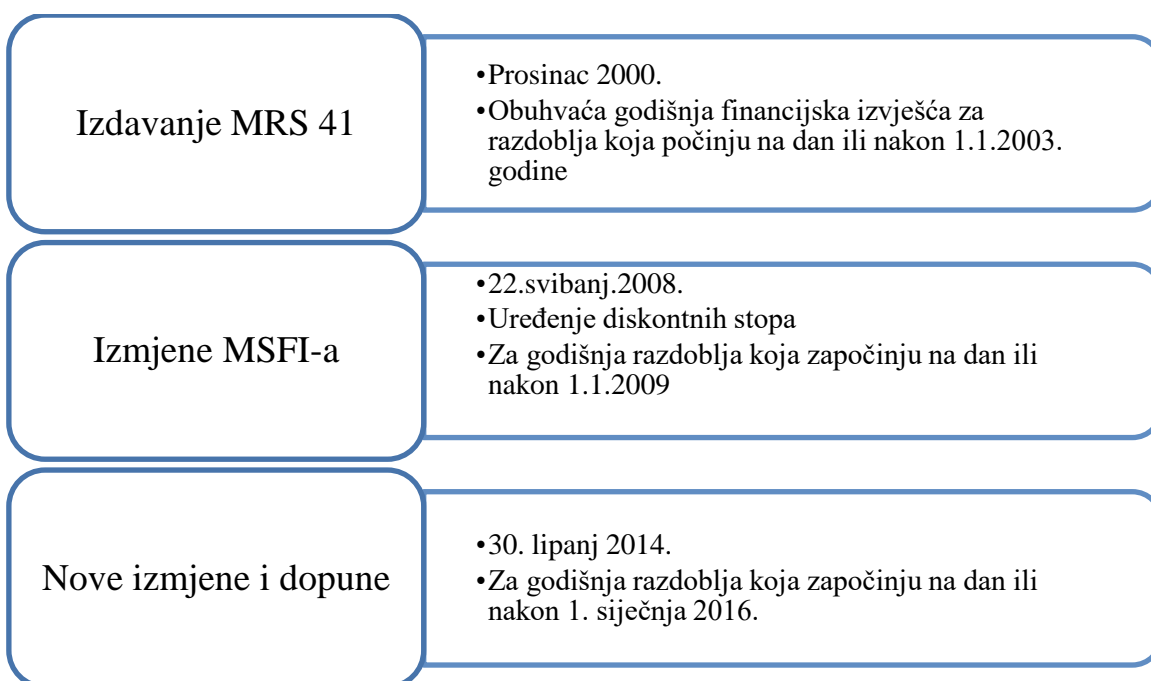 Izdavanje MRS 41
•Prosinac 2000.
•Obuhvaća godišnja financijska izvješća za
razdoblja koja počinju na dan ili nakon 1.1.2003.
godine
Izmjene MSFI-a
•22.svibanj.2008.
•Uređenje diskontnih stopa
•Za godišnja razdoblja koja započinju na dan ili
nakon 1.1.2009
Nove izmjene i dopune
•30. lipanj 2014.
•Za godišnja razdoblja koja započinju na dan ili
nakon 1. siječnja 2016.